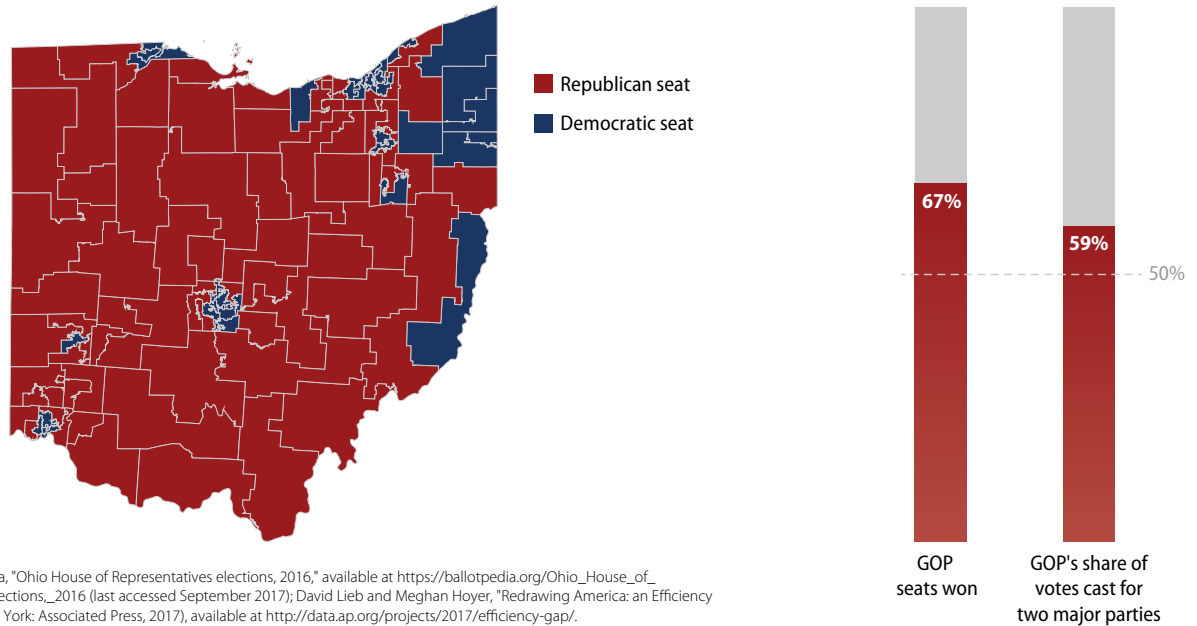 Republican seat
Democratic seat
67%
59%
50%
GOP
seats won
GOP's share of
votes cast for
two major parties
a, "Ohio House of Representatives elections, 2016," available at https://ballotpedia.org/Ohio_House_of_
ections,_2016 (last accessed September 2017); David Lieb and Meghan Hoyer, "Redrawing America: an Efficiency
York: Associated Press, 2017), available at http://data.ap.org/projects/2017/efficiency-gap/.